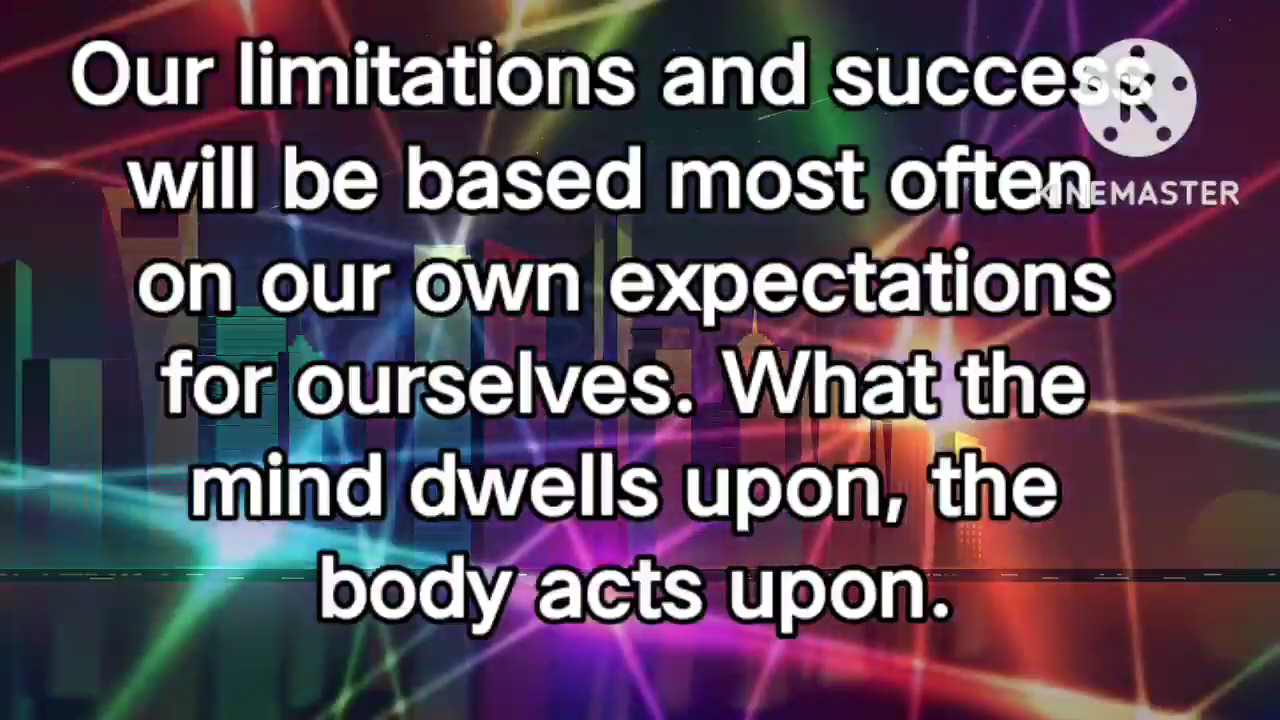 Our limitations and success
will be based most often
on our own expectations
for ourselves. What the
mind dwells upon, the
body acts upon.
K
KINEMASTER